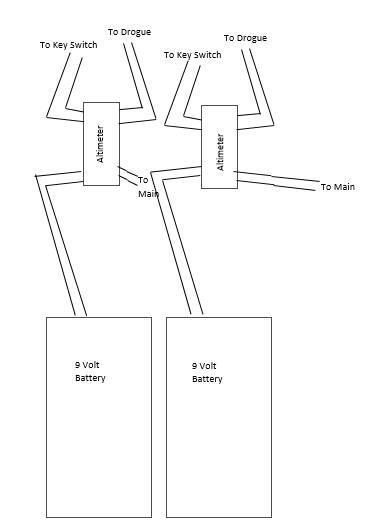 To Drogue
To Key Switch
To Drogue
To Key Switch
Altimeter
Altimeter
To
Main
To Main
9 Volt
Battery
9 Volt
Battery